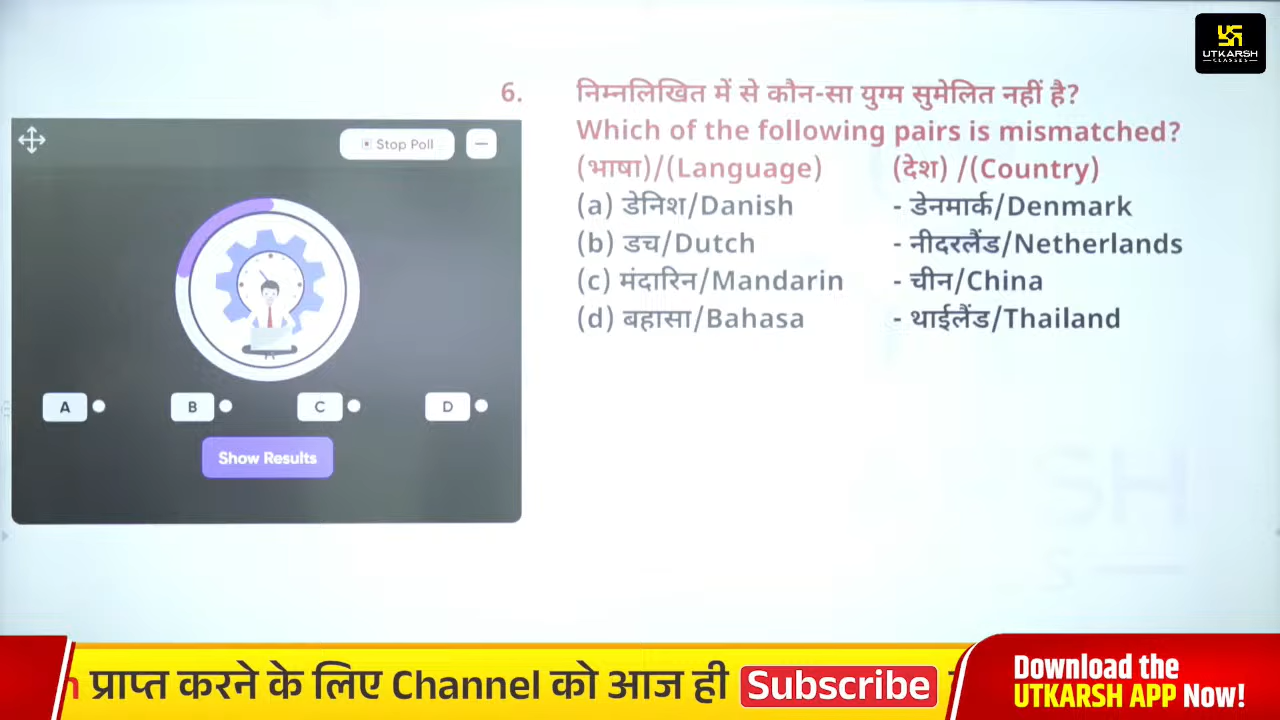 UTKARSH
CLASSES
6. निम्नलिखित में से कौन-सा युग्म सुमेलित नहीं है?
Which of the following pairs is mismatched?
(भाषा)/(Language) (देश) /(Country)
(a) डेनिश/Danish - डेनमार्क/Denmark
(b) डच/Dutch - नीदरलैंड/Netherlands
(c) मंदारिन/Mandarin - चीन/China
(d) बहासा/Bahasa - थाईलैंड/Thailand
Stop Poll
A B C D
Show Results
प्राप्त करने के लिए Channel को आज ही Subscribe
Download the
UTKARSH APP Now!